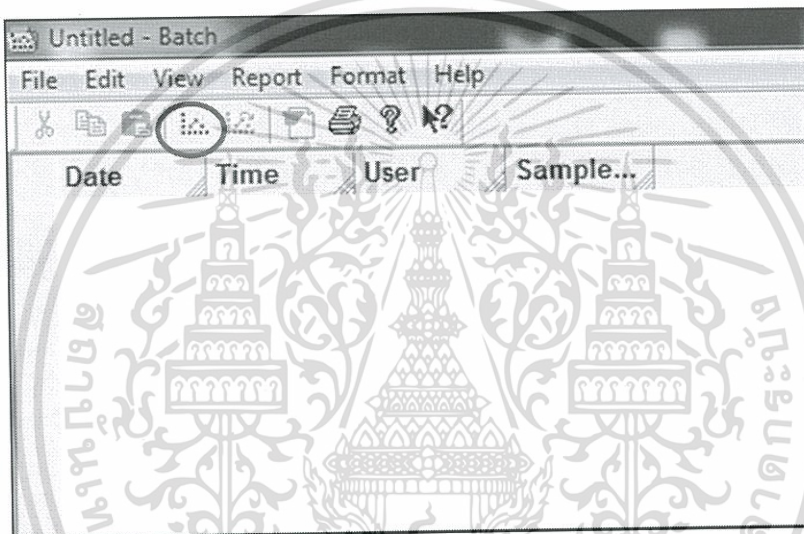 Untitled - Batch
File Edit View Report Format Help
Date Time User Sample...